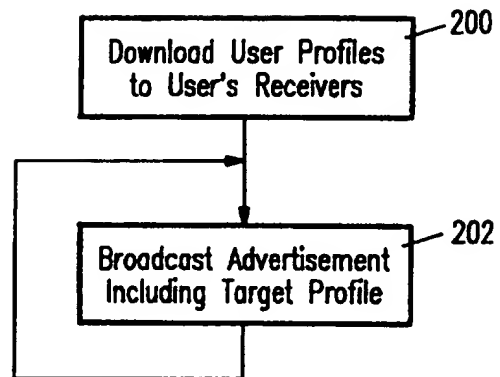 200
Download User Profiles
to User's Receivers
202
Broadcast Advertisement
Including Target Profile